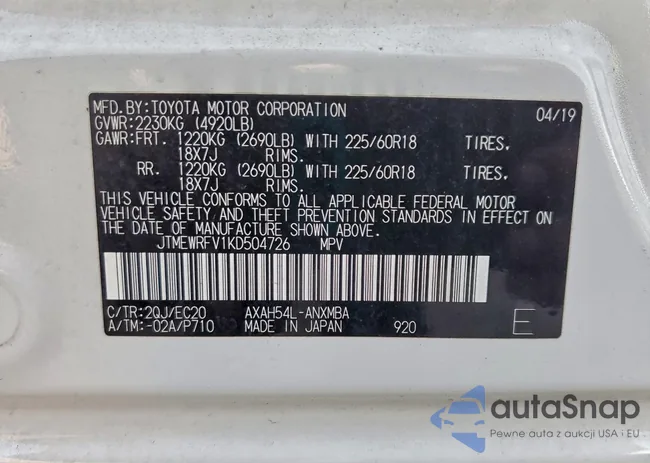 MFD.BY:TOYOTA MOTOR CORPORATION 04/19
GVWR:2230KG (4920LB)
GAWR:FRT. 1220KG (2690LB) WITH 225/60R18 TIRES.
18X7J RIMS.
RR. 1220KG (2690LB) WITH 225/60R18 TIRES.
18X7J RIMS.
THIS VEHICLE CONFORMS TO ALL APPLICABLE FEDERAL MOTOR
VEHICLE SAFETY AND THEFT PREVENTION STANDARDS IN EFFECT ON
THE DATE OF MANUFACTURE SHOWN ABOVE.
JTMEWRFV1KD504726 MPV
C/TR:2QJ/EC20 AXAH54L-ANXMBA
A/TM:-02A/P710 MADE IN JAPAN 920 E
autoSnap
Pewne auta z aukcji USA i EU